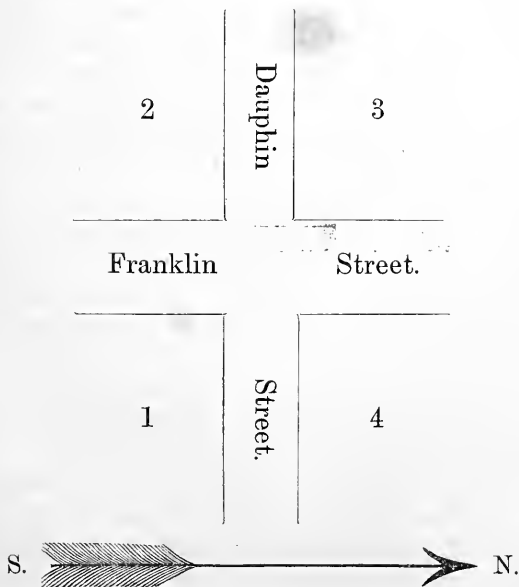 Dauphin
2 3
Franklin Street.
Street.
1 4
S. N.